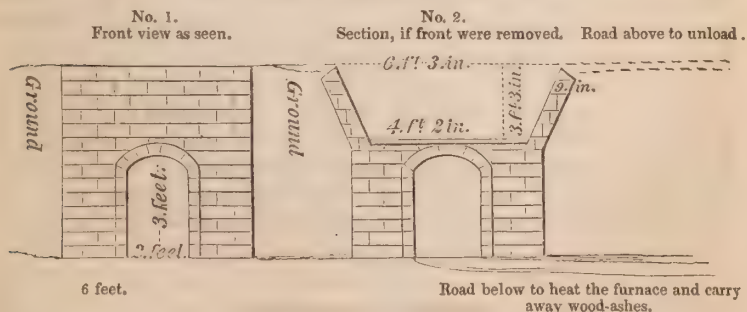 No. 1.
Front view as seen.
No. 2.
Section, if front were removed.
Road above to unload.
Ground
Ground
6.ft 3.in.
9.in.
3.ft 3.in.
4.ft 2in.
3.feet.
2.feet.
6 feet.
Road below to heat the furnace and carry
away wood-ashes.